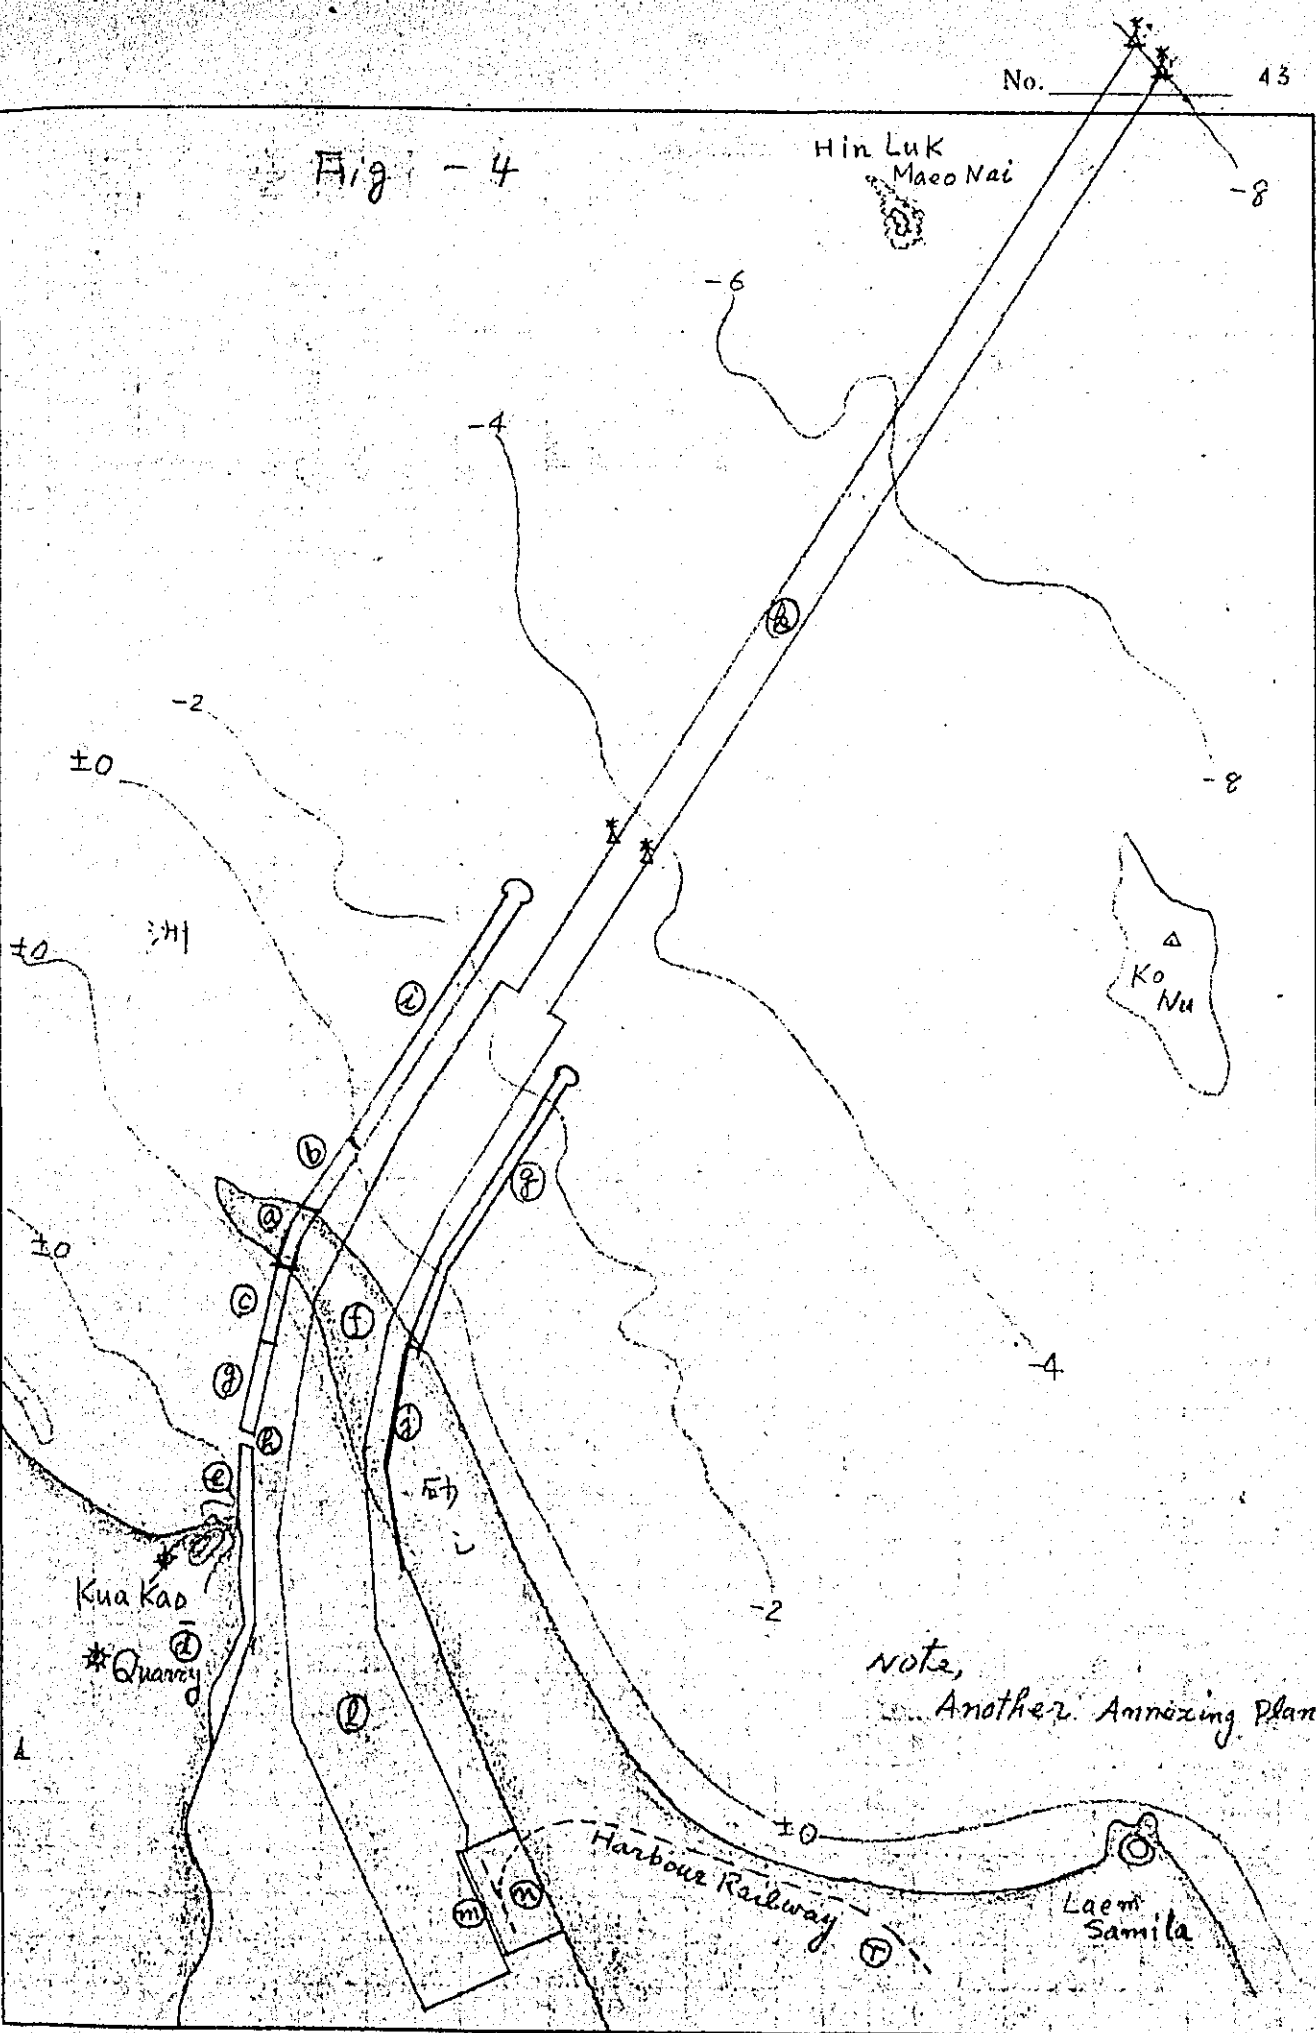 No. 43
Fig - 4
Hin Luk
Maeo Nai
-8
-6
-4
k
-2
±0
-8
洲
±0
Ko
Nu
i
b
g
a
±0
c
f
-4
g
j
h
e
砂
Kua Kao
-2
d
Quarry
Note,
Another Annexing Plan
l
±0
Harbour Railway
n
m
Laem
Samila
r